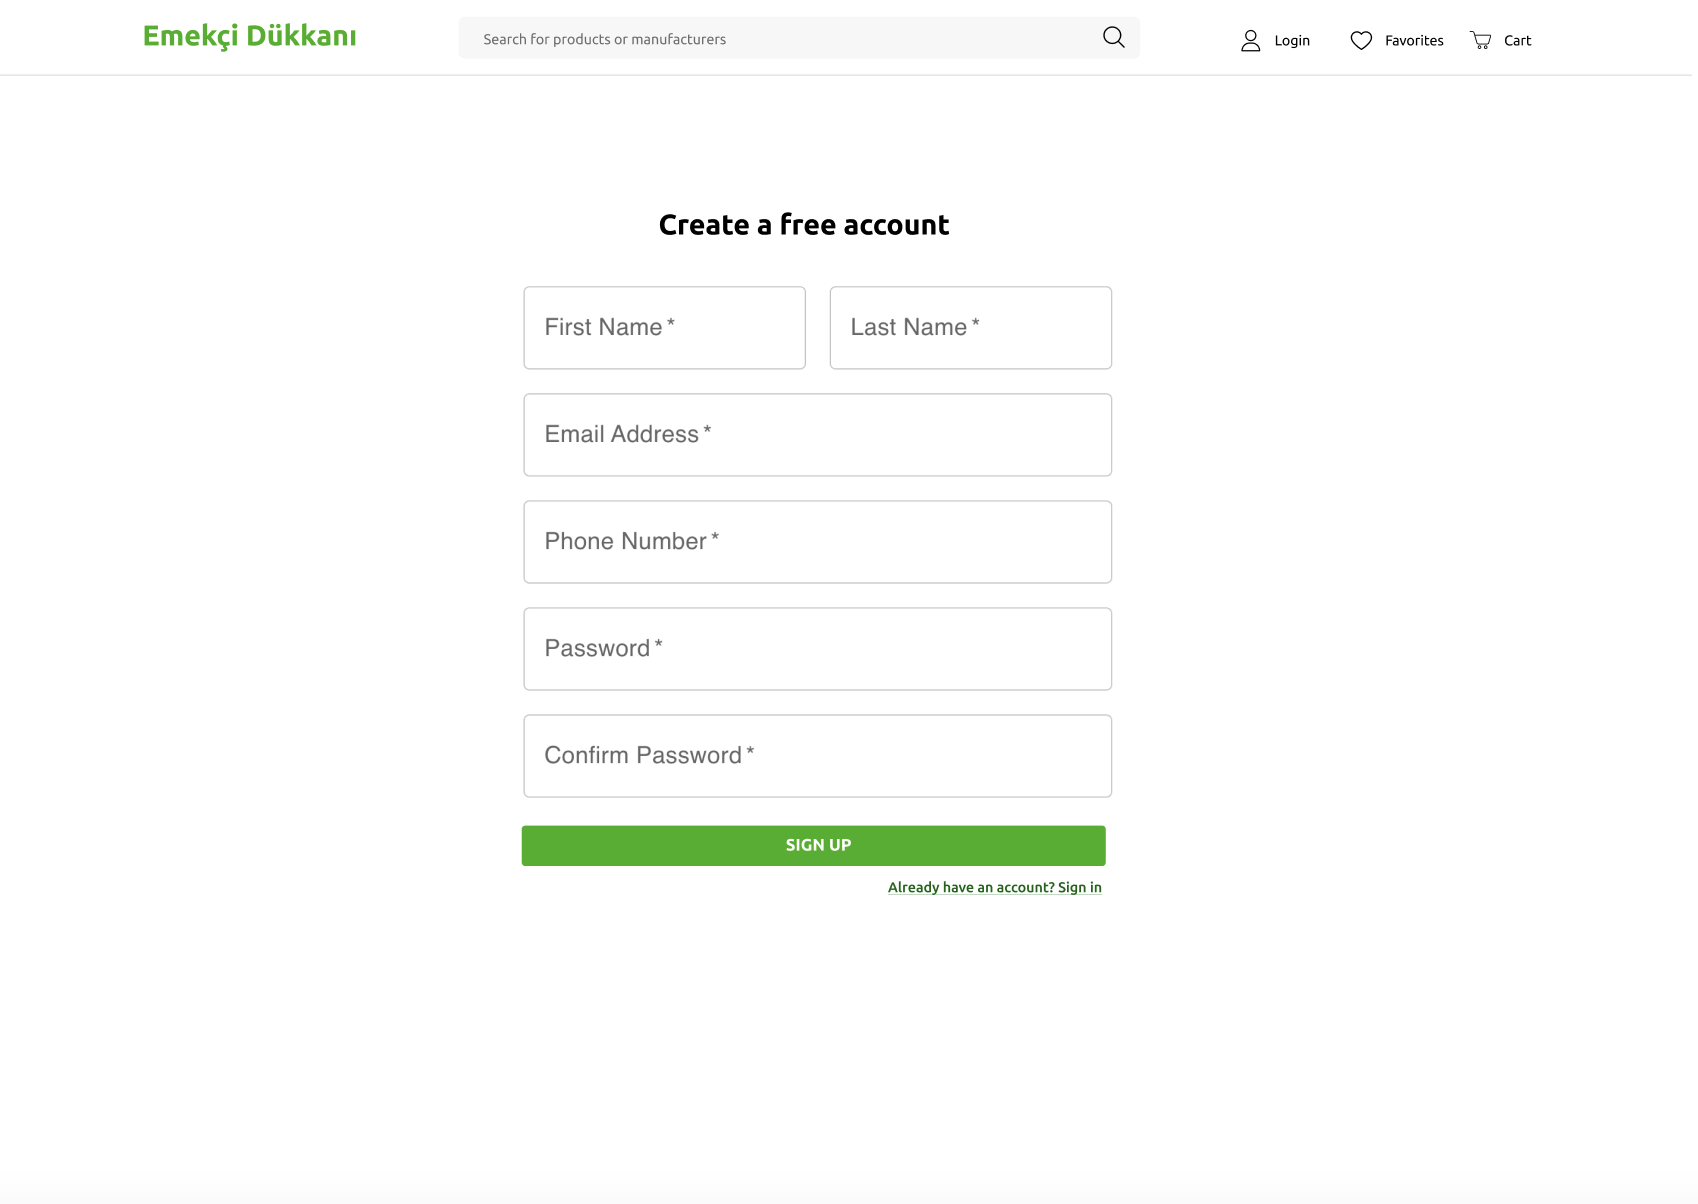 Emekçi Dükkanı
Search for products or manufacturers
Login
Favorites
Cart
Create a free account
First Name *
Last Name *
Email Address *
Phone Number *
Password *
Confirm Password *
SIGN UP
Already have an account? Sign in